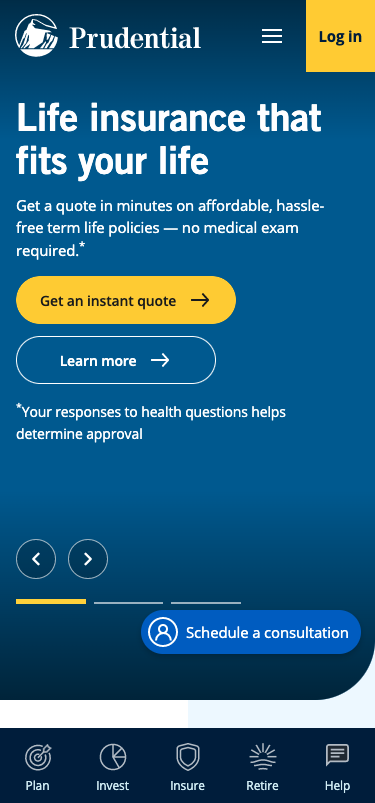 Prudential
Log in
Life insurance that
fits your life
Get a quote in minutes on affordable, hassle-
free term life policies — no medical exam
required.*
Get an instant quote
Learn more
*Your responses to health questions helps
determine approval
Schedule a consultation
Plan
Invest
Insure
Retire
Help